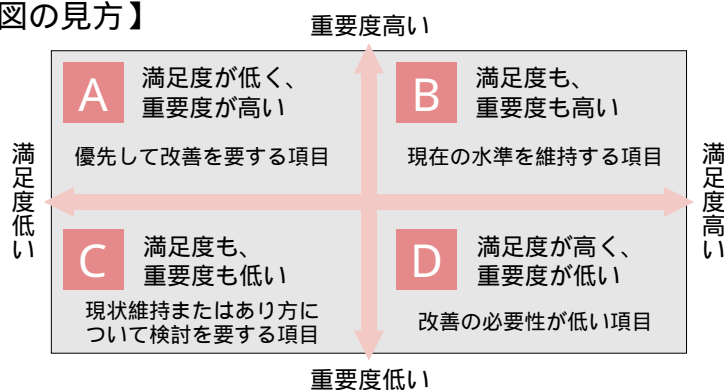 図の見方】
重要度高い
A
満足度が低く、
重要度が高い
優先して改善を要する項目
B
満足度も、
重要度も高い
現在の水準を維持する項目
満足度低い
満足度高い
C
満足度も、
重要度も低い
現状維持またはあり方に
ついて検討を要する項目
D
満足度が高く、
重要度が低い
改善の必要性が低い項目
重要度低い